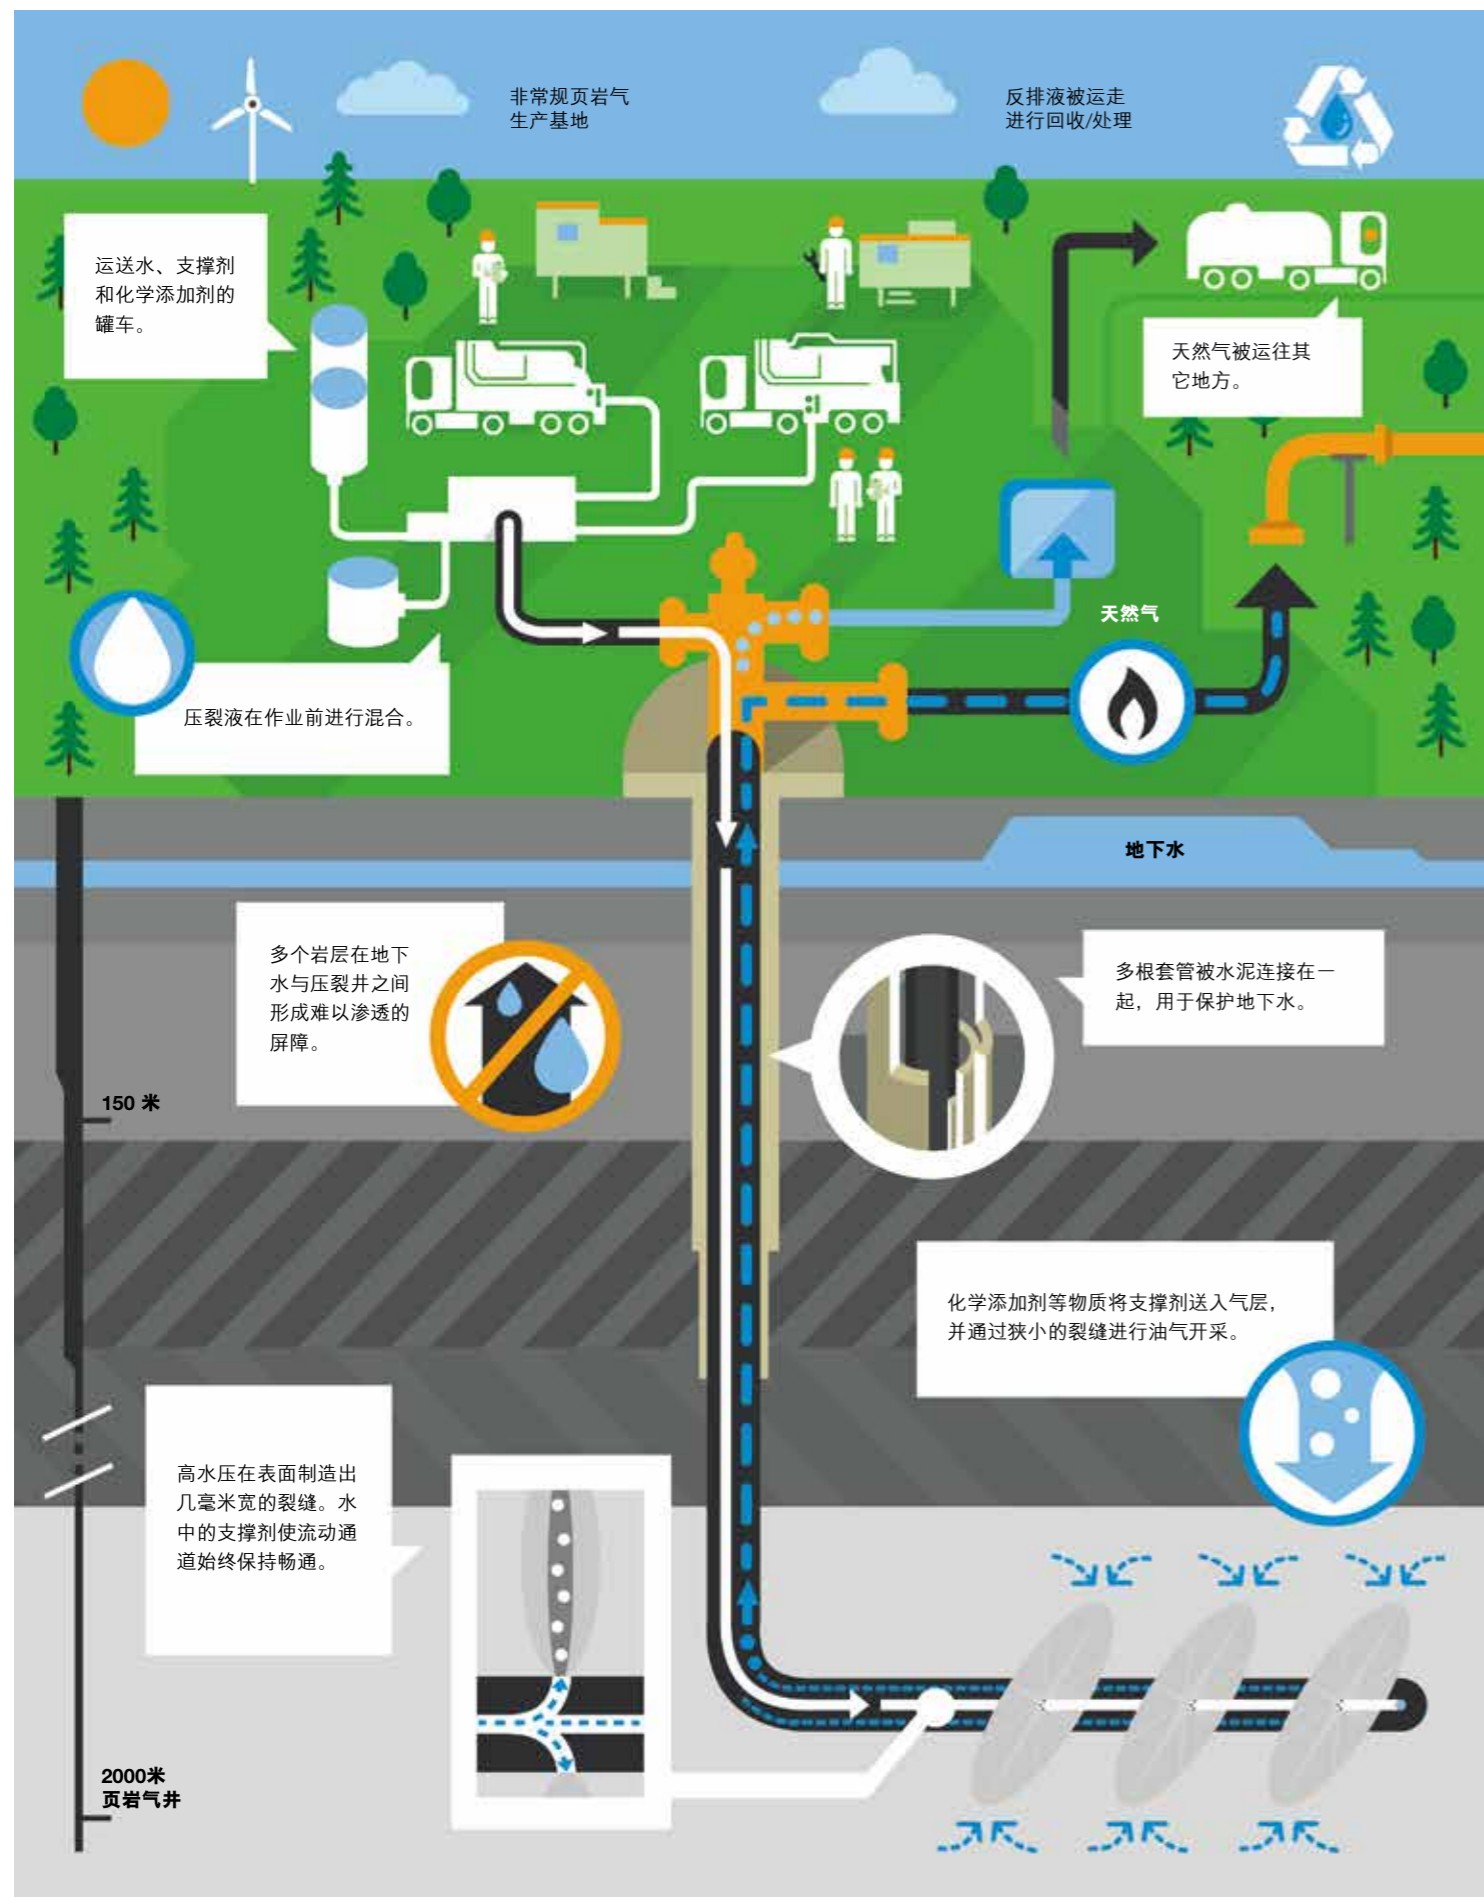 非常规页岩气
生产基地
反排液被运走
进行回收/处理
运送水、支撑剂
和化学添加剂的
罐车。
天然气被运往其
它地方。
天然气
压裂液在作业前进行混合。
地下水
多个岩层在地下
水与压裂井之间
形成难以渗透的
屏障。
多根套管被水泥连接在一
起，用于保护地下水。
150 米
化学添加剂等物质将支撑剂送入气层，
并通过狭小的裂缝进行油气开采。
高水压在表面制造出
几毫米宽的裂缝。水
中的支撑剂使流动通
道始终保持畅通。
2000米
页岩气井